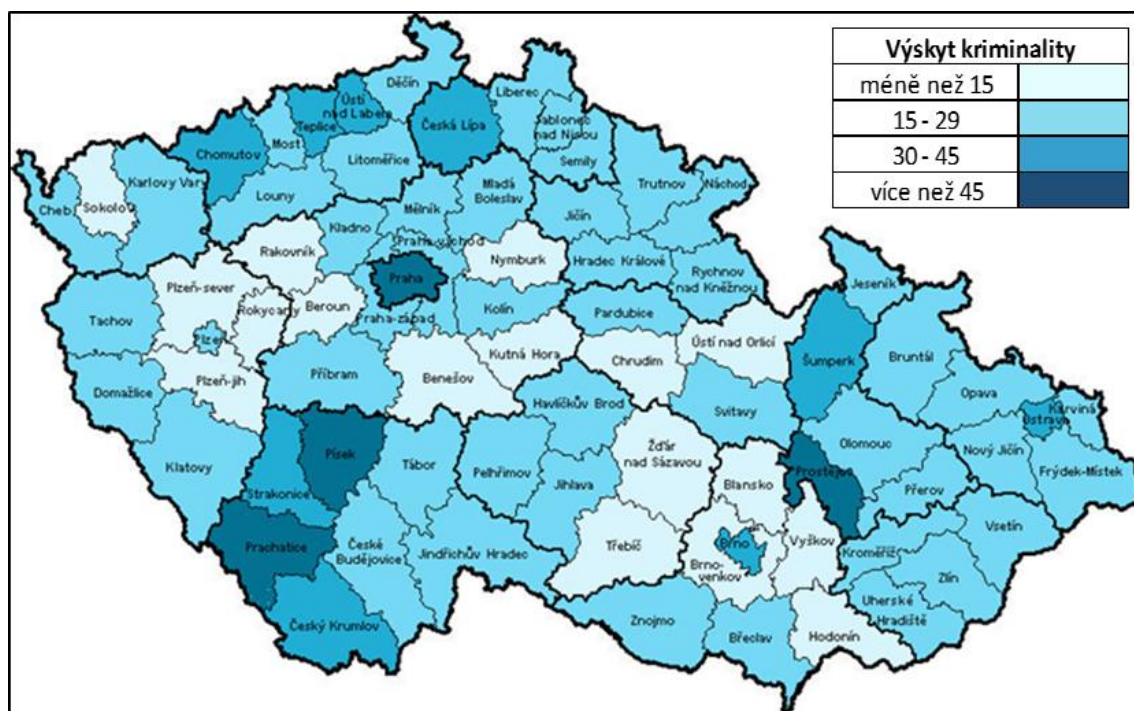 Výskyt kriminality
méně než 15
15 - 29
30 - 45
více než 45
Děčín
Liberec
Ústí
nad Labem
Teplice
Jablonec
nad Nisou
Česká Lípa
Most
Chomutov
Litoměřice
Semily
Karlovy Vary
Trutnov
Náchod
Louny
Mladá
Boleslav
Cheb
Sokolov
Mělník
Jičín
Kladno
Praha-východ
Rakovník
Nymburk
Hradec Králové
Praha
Rychnov
nad Kněžnou
Jeseník
Plzeň-sever
Rokycany
Beroun
Kolín
Tachov
Praha-západ
Pardubice
Plzeň
Ústí nad Orlicí
Kutná Hora
Chrudim
Šumperk
Bruntál
Plzeň-jih
Příbram
Benešov
Domažlice
Opava
Havlíčkův Brod
Svitavy
Karviná
Ostrava
Olomouc
Žďár
nad Sázavou
Písek
Klatovy
Tábor
Pelhřimov
Nový Jičín
Prostějov
Frýdek-Místek
Jihlava
Blansko
Strakonice
Přerov
Vsetín
Třebíč
Brno
Vyškov
Prachatice
České
Budějovice
Jindřichův Hradec
Kroměříž
Brno-
venkov
Zlín
Uherské
Hradiště
Český Krumlov
Znojmo
Břeclav
Hodonín